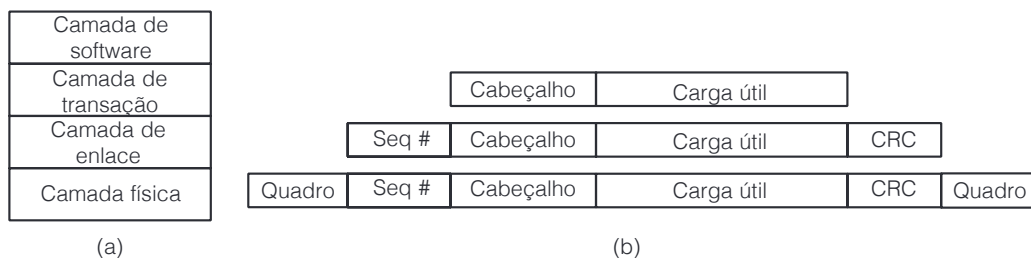 Camada de
software
Camada de
transação
Cabeçalho Carga útil
Camada de
enlace
Seq # Cabeçalho Carga útil CRC
Camada física
Quadro Seq # Cabeçalho Carga útil CRC Quadro
(a)
(b)